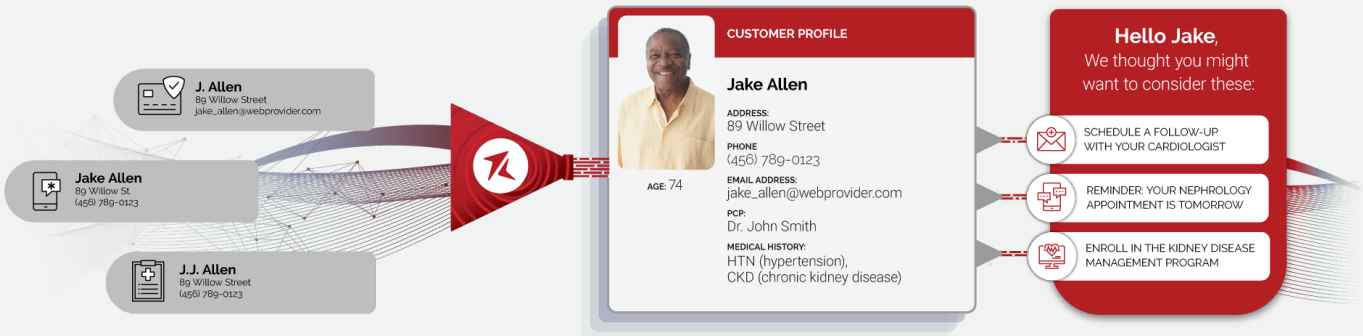 J. Allen
89 Willow Street
jake_allen@webprovider.com
Jake Allen
89 Willow St.
(456) 789-0123
J.J. Allen
89 Willow Street
(456) 789-0123
CUSTOMER PROFILE
Jake Allen
ADDRESS:
89 Willow Street
PHONE
(456) 789-0123
EMAIL ADDRESS:
jake_allen@webprovider.com
PCP:
Dr. John Smith
MEDICAL HISTORY:
HTN (hypertension),
CKD (chronic kidney disease)
AGE: 74
Hello Jake,
We thought you might
want to consider these:
SCHEDULE A FOLLOW-UP
WITH YOUR CARDIOLOGIST
REMINDER: YOUR NEPHROLOGY
APPOINTMENT IS TOMORROW
ENROLL IN THE KIDNEY DISEASE
MANAGEMENT PROGRAM